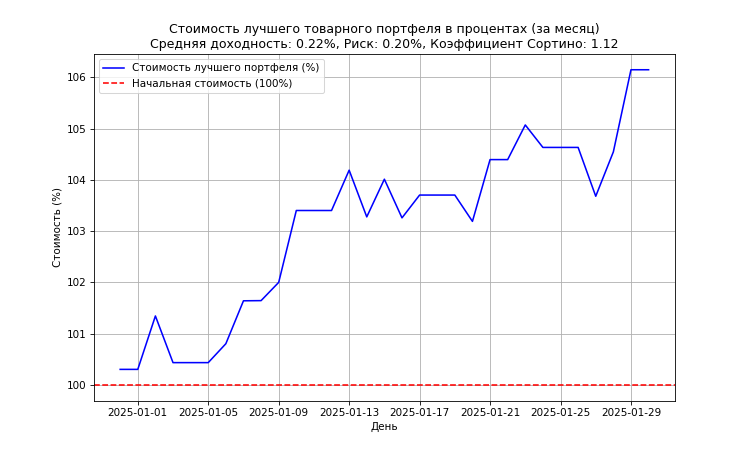 Стоимость лучшего товарного портфеля в процентах (за месяц)
Средняя доходность: 0.22%, Риск: 0.20%, Коэффициент Сортино: 1.12
Стоимость лучшего портфеля (%)
Начальная стоимость (100%)
Стоимость (%)
106
105
104
103
102
101
100
2025-01-01 2025-01-05 2025-01-09 2025-01-13 2025-01-17 2025-01-21 2025-01-25 2025-01-29
День